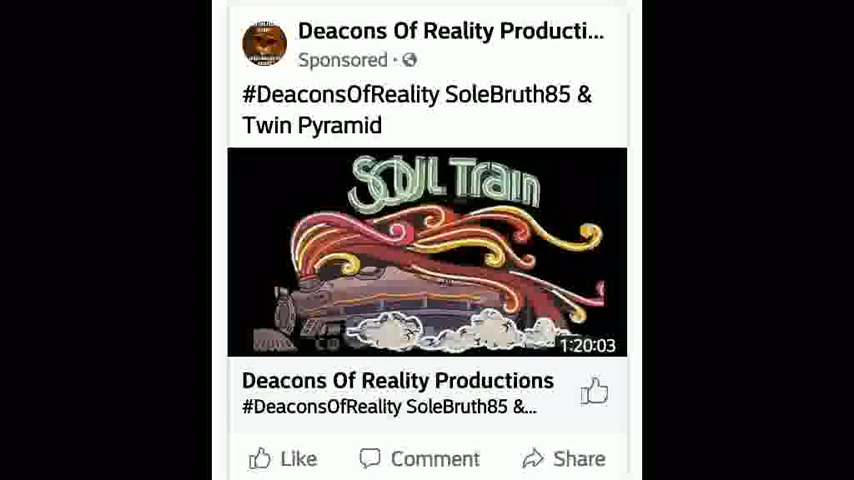 Deacons Of Reality Producti...
Sponsored ·
#DeaconsOfReality SoleBruth85 &
Twin Pyramid
SOUL Train
1:20:03
Deacons Of Reality Productions
#DeaconsOfReality SoleBruth85 &...
Like Comment Share